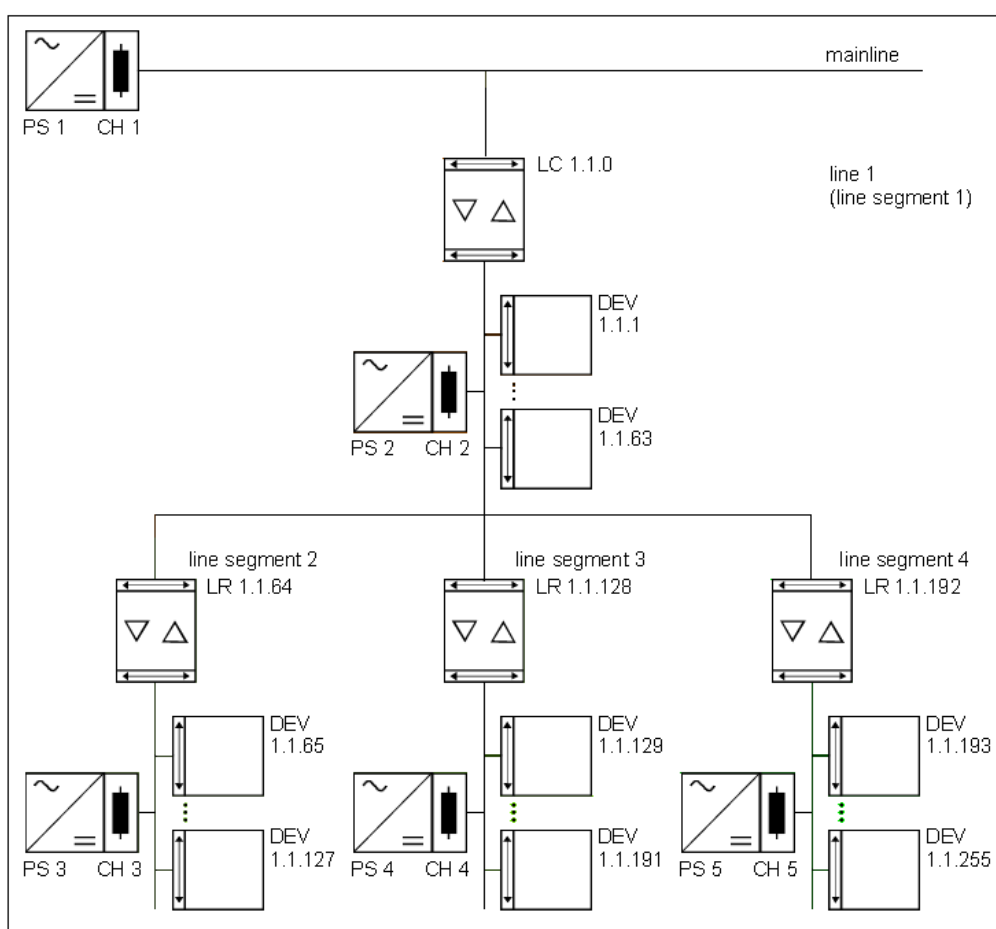 mainline
PS 1 CH 1
LC 1.1.0
line 1
(line segment 1)
DEV
1.1.1
DEV
1.1.63
PS 2 CH 2
line segment 2
LR 1.1.64
line segment 3
LR 1.1.128
line segment 4
LR 1.1.192
DEV
1.1.65
DEV
1.1.129
DEV
1.1.193
DEV
1.1.127
DEV
1.1.191
DEV
1.1.255
PS 3 CH 3
PS 4 CH 4
PS 5 CH 5